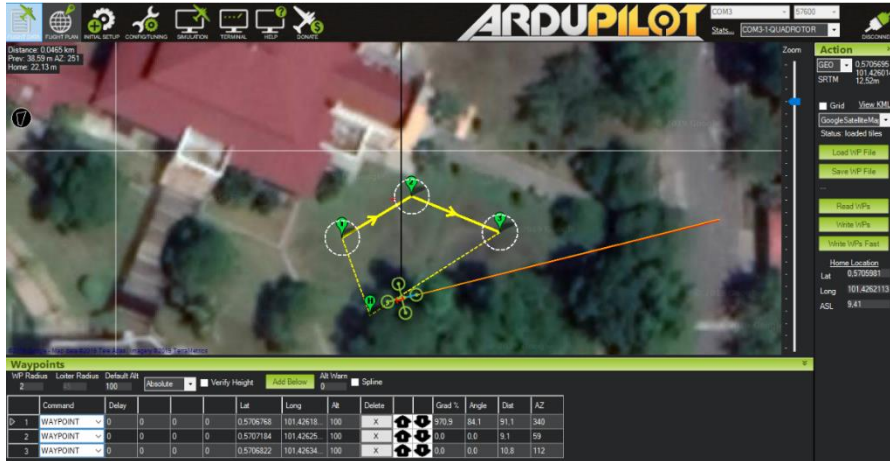 FLIGHT PLAN
INITIAL SETUP
CONFIG/TUNING
SIMULATION
TERMINAL
HELP
DONATE
ARDUPILOT
COM3
57600
Stats...
COM3-1-QUADROTOR
DISCONNE
Distance: 0,0465 km
Prev: 38,59 m AZ: 251
Home: 22,13 m
Zoom
1
2
3
H
Action
GEO
0.5705695
101,426014
SRTM
12,52m
Grid
View KML
GoogleSatelliteMap
Status: loaded tiles
Load WP File
Save WP File
...
Read WPs
Write WPs
Write WPs Fast
Home Location
Lat
0,5705981
Long
101.4262113
ASL
9,41
Waypoints
WP Radius
Loiter Radius
Default Alt
2
100
Absolute
Verify Height
Add Below
Alt Warn
0
Spline
Command Delay Lat Long Alt Delete Grad % Angle Dist AZ
1 WAYPOINT 0 0 0 0 0.5706768 101,42618... 100 X 970,9 84,1 91,1 340
2 WAYPOINT 0 0 0 0 0.5707184 101,42625... 100 X 0,0 0,0 9,1 59
3 WAYPOINT 0 0 0 0 0.5706822 101,42634... 100 X 0,0 0,0 10,8 112